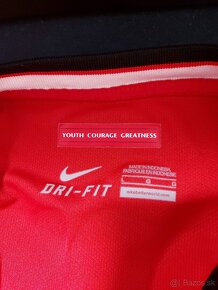 YOUTH COURAGE GREATNESS
MADE IN INDONESIA
FABRIQUÉ EN INDONÉSIE
DRI-FIT
bazos.sk